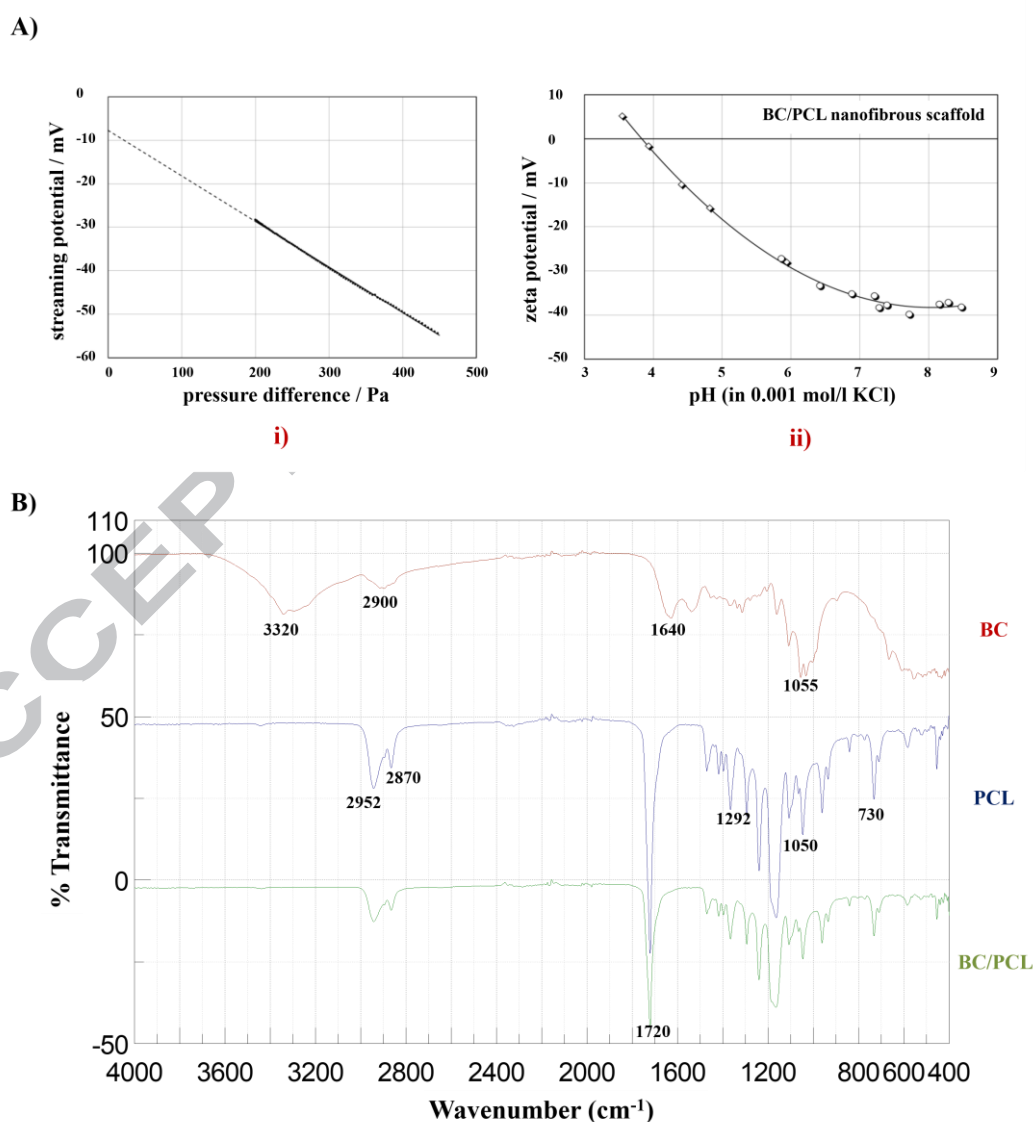 A)
0
-10
-20
-30
-40
-50
-60
streaming potential / mV
0 100 200 300 400 500
pressure difference / Pa
i)
10
0
-10
-20
-30
-40
-50
zeta potential / mV
BC/PCL nanofibrous scaffold
3 4 5 6 7 8 9
pH (in 0.001 mol/l KCl)
ii)
CCEP
B)
110
100
50
0
-50
% Transmittance
3320
2900
1640
1055
BC
2952
2870
1292
1050
730
PCL
1720
BC/PCL
4000 3600 3200 2800 2400 2000 1600 1200 800 600 400
Wavenumber (cm⁻¹)